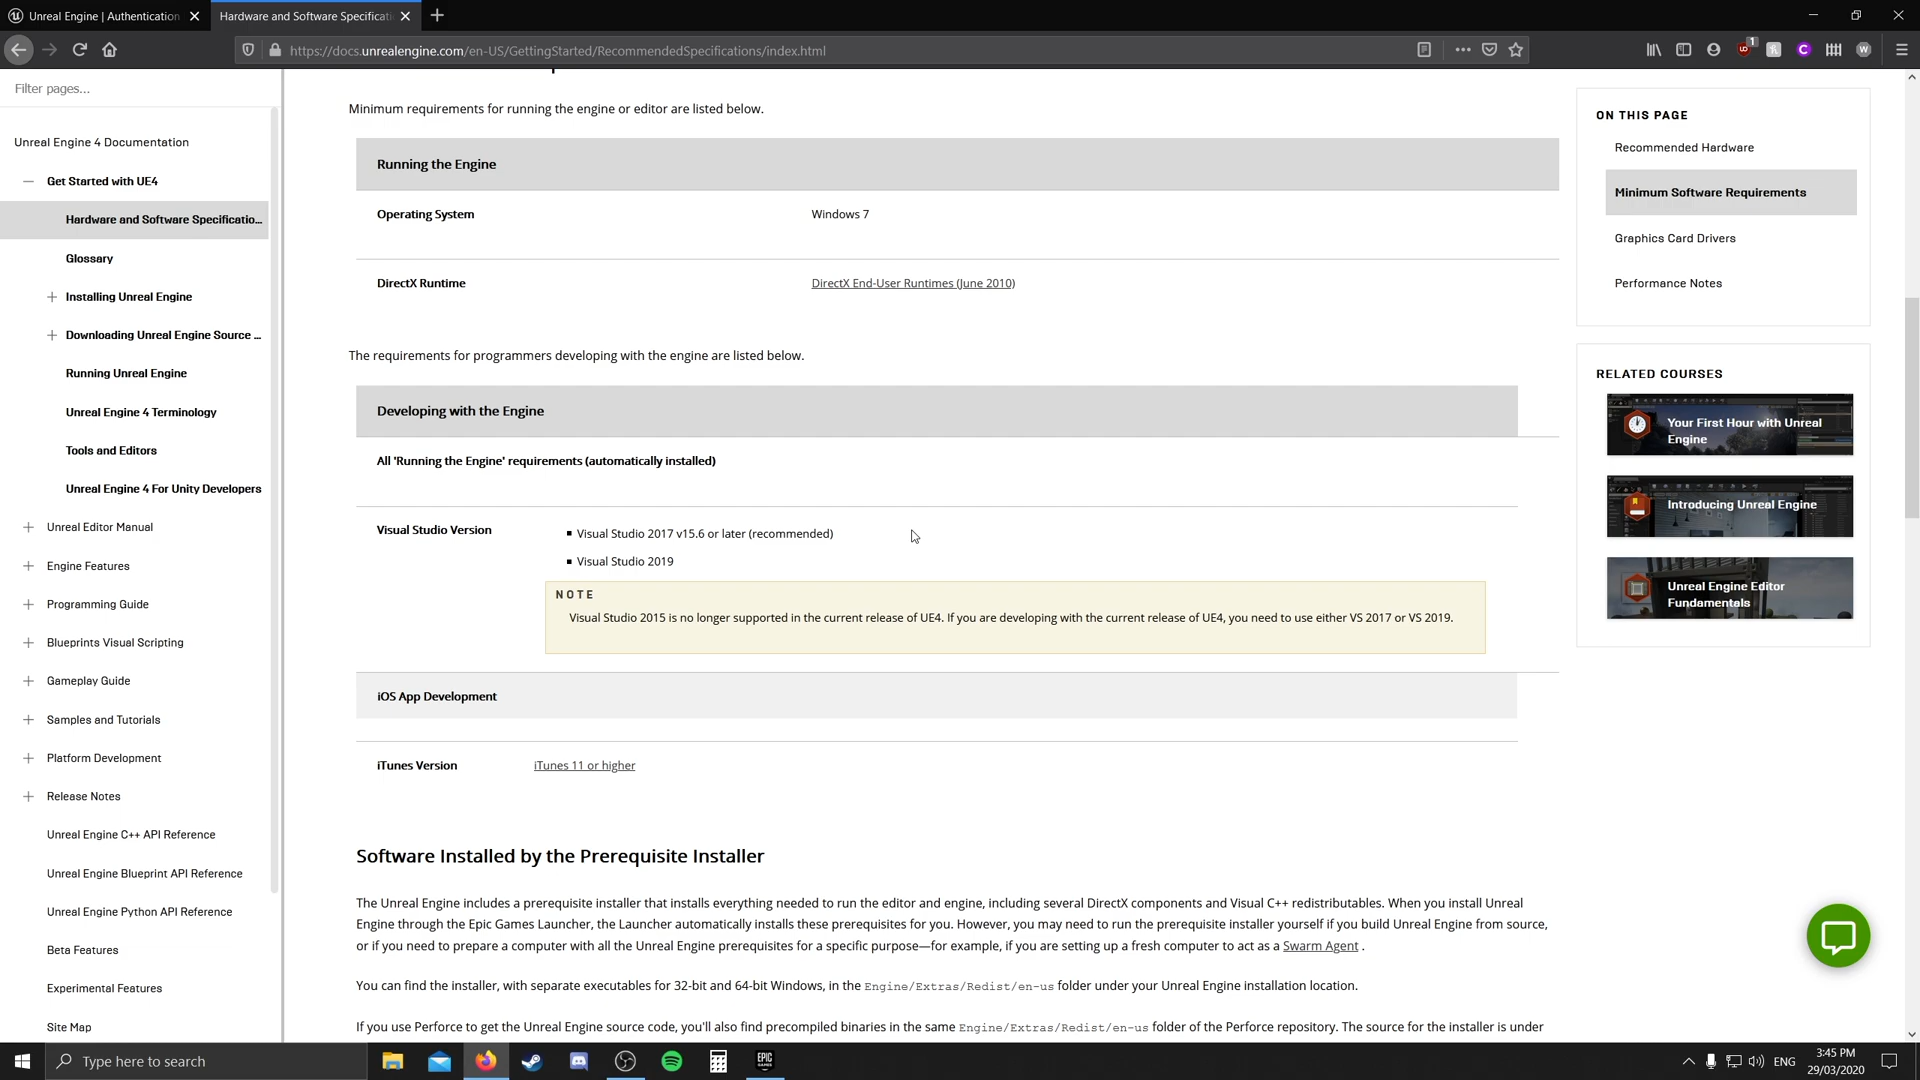 Unreal Engine | Authentication
Hardware and Software Specificati
https://docs.unrealengine.com/en-US/GettingStarted/RecommendedSpecifications/index.html
1
Filter pages...
Unreal Engine 4 Documentation
Get Started with UE4
Hardware and Software Specificatio...
Glossary
Installing Unreal Engine
Downloading Unreal Engine Source ...
Running Unreal Engine
Unreal Engine 4 Terminology
Tools and Editors
Unreal Engine 4 For Unity Developers
Unreal Editor Manual
Engine Features
Programming Guide
Blueprints Visual Scripting
Gameplay Guide
Samples and Tutorials
Platform Development
Release Notes
Unreal Engine C++ API Reference
Unreal Engine Blueprint API Reference
Unreal Engine Python API Reference
Beta Features
Experimental Features
Site Map
Minimum requirements for running the engine or editor are listed below.
Running the Engine
Operating System Windows 7
DirectX Runtime DirectX End-User Runtimes (June 2010)
The requirements for programmers developing with the engine are listed below.
Developing with the Engine
All 'Running the Engine' requirements (automatically installed)
Visual Studio Version
Visual Studio 2017 v15.6 or later (recommended)
Visual Studio 2019
NOTE
Visual Studio 2015 is no longer supported in the current release of UE4. If you are developing with the current release of UE4, you need to use either VS 2017 or VS 2019.
iOS App Development
iTunes Version iTunes 11 or higher
Software Installed by the Prerequisite Installer
The Unreal Engine includes a prerequisite installer that installs everything needed to run the editor and engine, including several DirectX components and Visual C++ redistributables. When you install Unreal
Engine through the Epic Games Launcher, the Launcher automatically installs these prerequisites for you. However, you may need to run the prerequisite installer yourself if you build Unreal Engine from source,
or if you need to prepare a computer with all the Unreal Engine prerequisites for a specific purpose—for example, if you are setting up a fresh computer to act as a Swarm Agent .
You can find the installer, with separate executables for 32-bit and 64-bit Windows, in the Engine/Extras/Redist/en-us folder under your Unreal Engine installation location.
If you use Perforce to get the Unreal Engine source code, you'll also find precompiled binaries in the same Engine/Extras/Redist/en-us folder of the Perforce repository. The source for the installer is under
ON THIS PAGE
Recommended Hardware
Minimum Software Requirements
Graphics Card Drivers
Performance Notes
RELATED COURSES
Your First Hour with Unreal
Engine
Introducing Unreal Engine
Unreal Engine Editor
Fundamentals
Type here to search
EPIC
GAMES
ENG
3:45 PM
29/03/2020